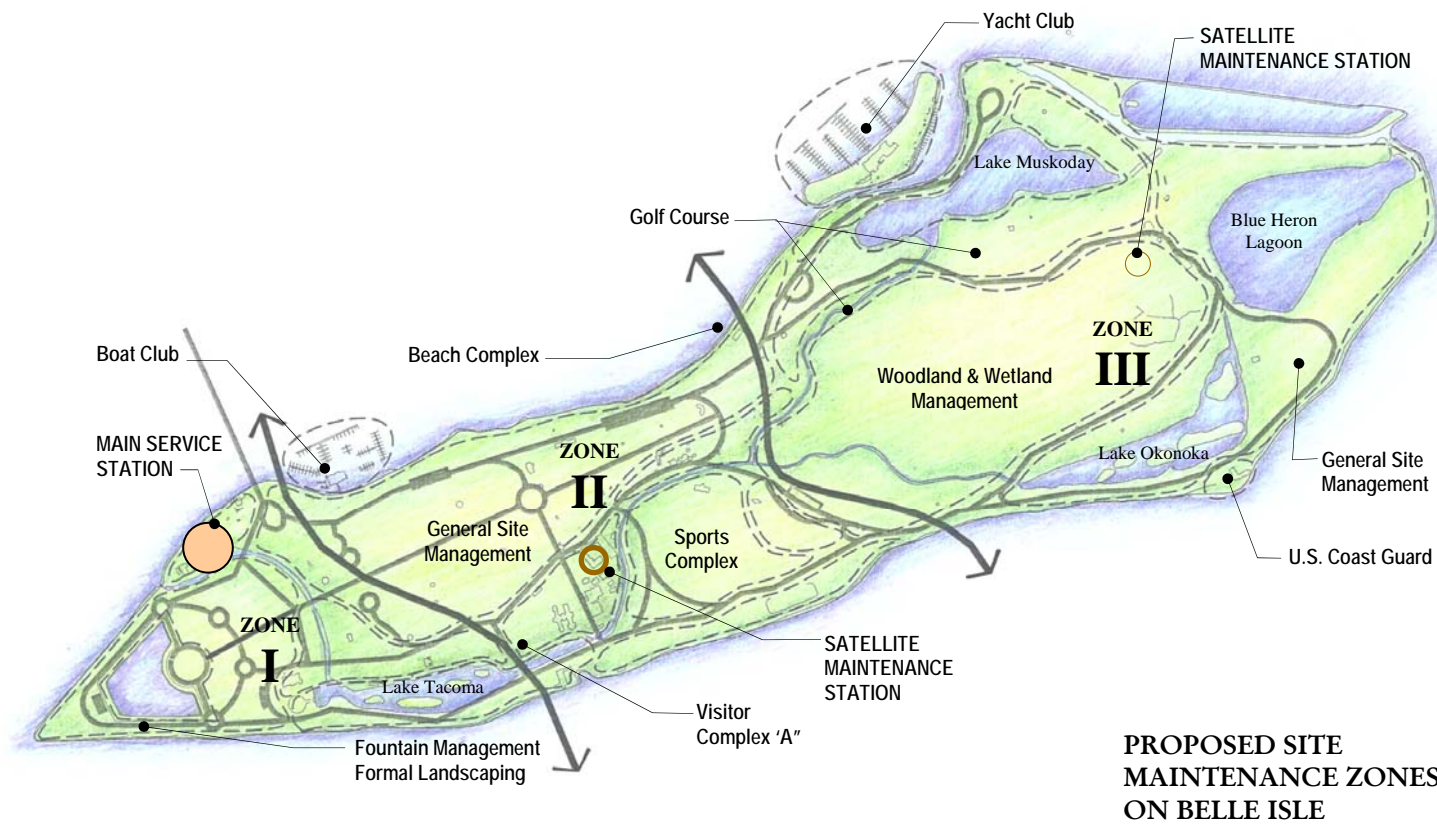 Yacht Club
SATELLITE
MAINTENANCE STATION
Lake Muskoday
Golf Course
Blue Heron
Lagoon
Boat Club
Beach Complex
ZONE
III
Woodland & Wetland
Management
MAIN SERVICE
STATION
ZONE
II
Lake Okonoka
General Site
Management
General Site
Management
Sports
Complex
U.S. Coast Guard
ZONE
I
SATELLITE
MAINTENANCE
STATION
Lake Tacoma
Visitor
Complex ‘A”
Fountain Management
Formal Landscaping
PROPOSED SITE
MAINTENANCE ZONES
ON BELLE ISLE